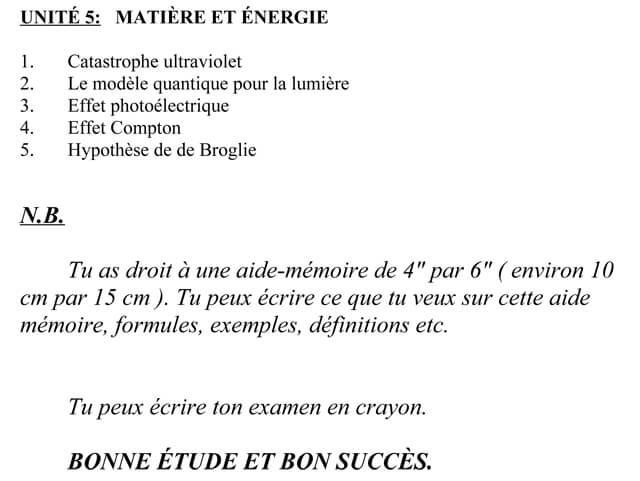 UNITÉ 5: MATIÈRE ET ÉNERGIE
1. Catastrophe ultraviolet
2. Le modèle quantique pour la lumière
3. Effet photoélectrique
4. Effet Compton
5. Hypothèse de de Broglie
N.B.
Tu as droit à une aide-mémoire de 4" par 6" ( environ 10
cm par 15 cm ). Tu peux écrire ce que tu veux sur cette aide
mémoire, formules, exemples, définitions etc.
Tu peux écrire ton examen en crayon.
BONNE ÉTUDE ET BON SUCCÈS.